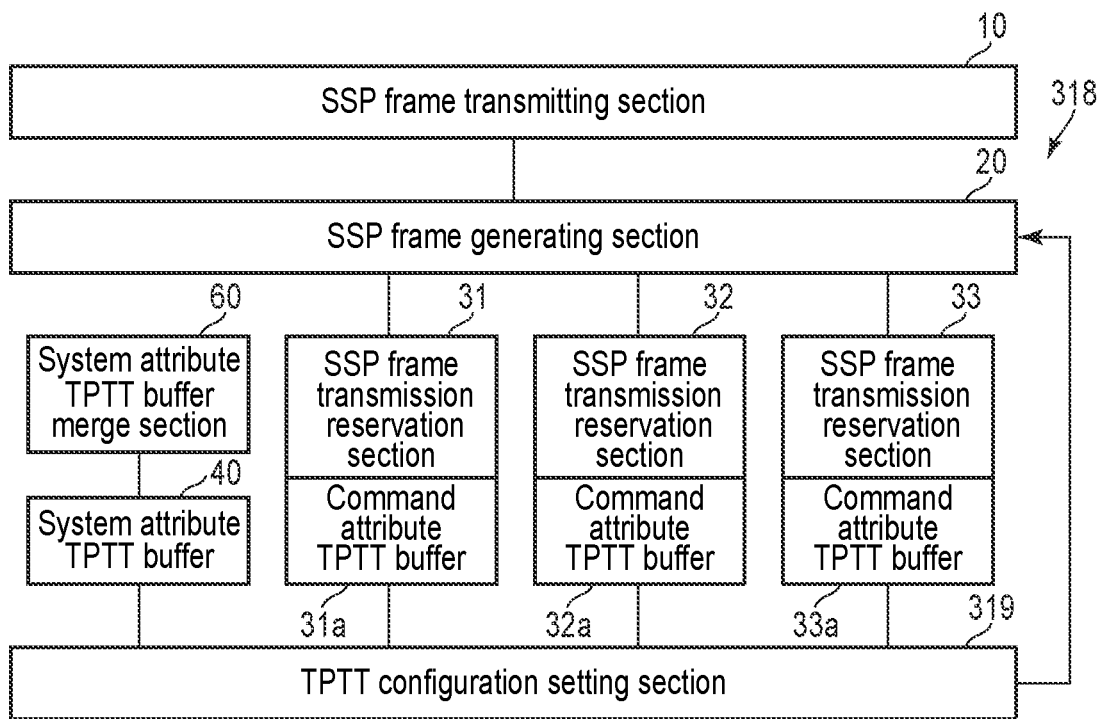 10
SSP frame transmitting section
318
20
SSP frame generating section
60
31
32
33
System attribute
TPTT buffer
merge section
SSP frame
transmission
reservation
section
SSP frame
transmission
reservation
section
SSP frame
transmission
reservation
section
40
System attribute
TPTT buffer
Command
attribute
TPTT buffer
Command
attribute
TPTT buffer
Command
attribute
TPTT buffer
31a
32a
33a
319
TPTT configuration setting section